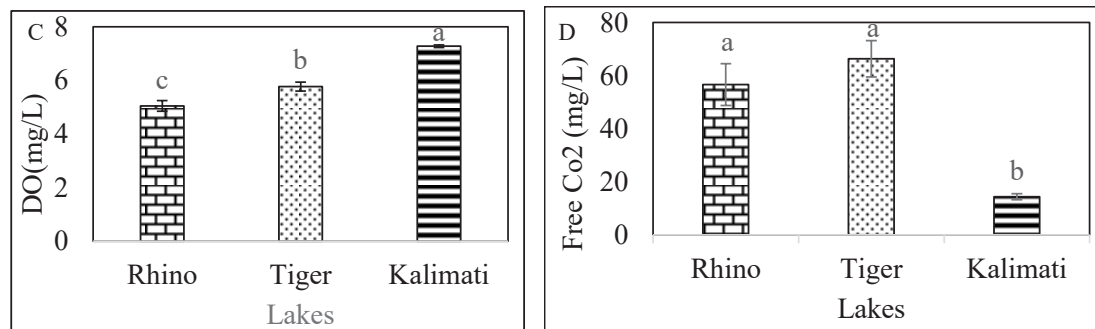 C
DO(mg/L)
8
6
4
2
0
c
b
a
Rhino Tiger Kalimati
Lakes
D
Free Co2 (mg/L)
80
60
40
20
0
a
a
b
Rhino Tiger Kalimati
Lakes